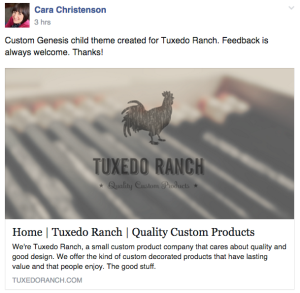 Cara Christenson
3 hrs
Custom Genesis child theme created for Tuxedo Ranch. Feedback is
always welcome. Thanks!
TUXEDO RANCH
Quality Custom Products
Home | Tuxedo Ranch | Quality Custom Products
We're Tuxedo Ranch, a small custom product company that cares about quality and
good design. We offer the kind of custom decorated products that have lasting
value and that people enjoy. The good stuff.
TUXEDORANCH.COM